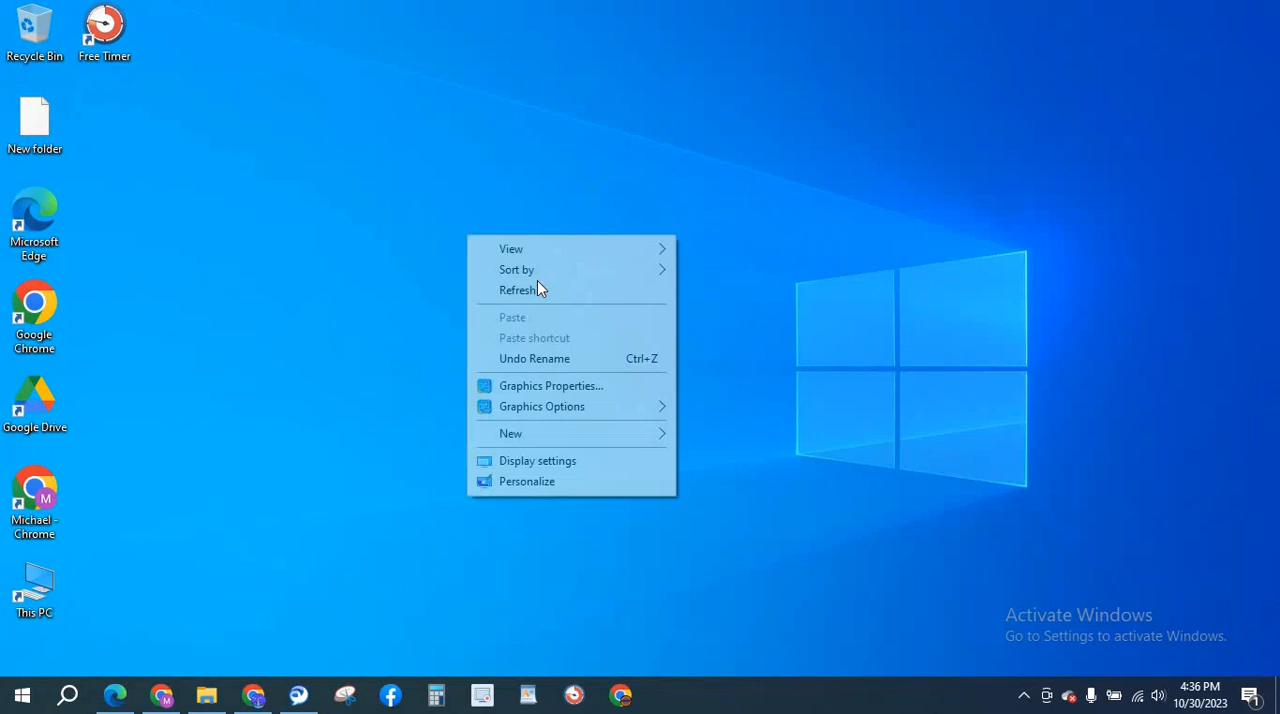 Recycle Bin
Free Timer
New folder
Microsoft
Edge
Google
Chrome
Google Drive
Michael -
Chrome
This PC
View
Sort by
Refresh
Paste
Paste shortcut
Undo Rename Ctrl+Z
Graphics Properties...
Graphics Options
New
Display settings
Personalize
Activate Windows
Go to Settings to activate Windows.
4:36 PM
10/30/2023